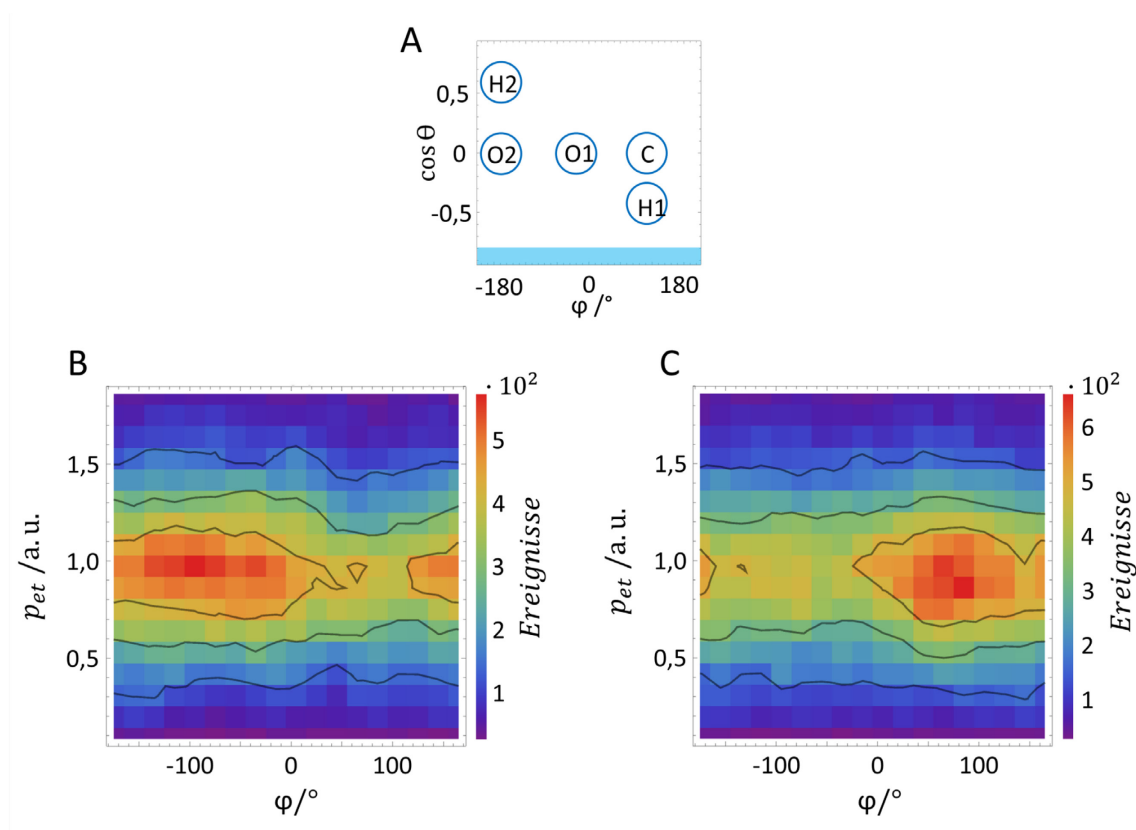 A
H2
0,5
cos θ
0
O2
O1
C
-0,5
H1
-180
0
180
φ /°
B
· 10²
5
4
3
2
1
Ereignisse
1,5
1,0
0,5
p_et /a. u.
-100
0
100
φ/°
C
· 10²
6
5
4
3
2
1
Ereignisse
1,5
1,0
0,5
p_et /a. u.
-100
0
100
φ/°